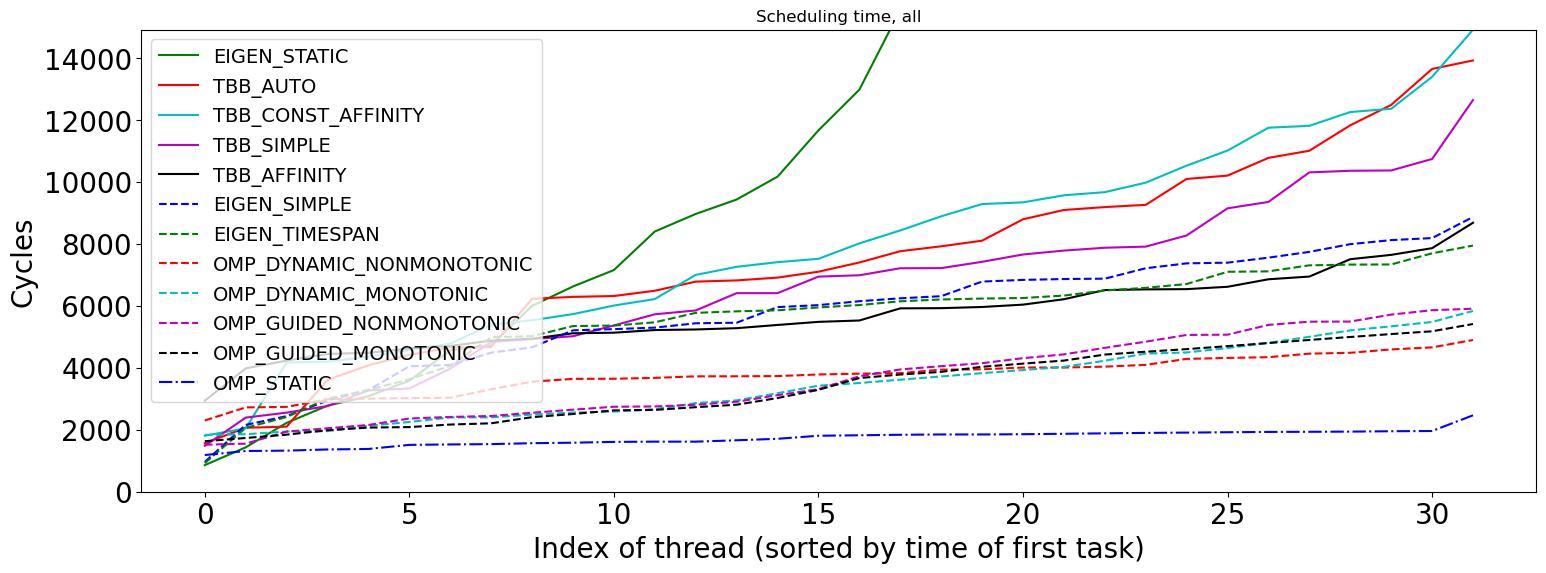 Scheduling time, all
14000
12000
10000
8000
6000
4000
2000
0
Cycles
EIGEN_STATIC
TBB_AUTO
TBB_CONST_AFFINITY
TBB_SIMPLE
TBB_AFFINITY
EIGEN_SIMPLE
EIGEN_TIMESPAN
OMP_DYNAMIC_NONMONOTONIC
OMP_DYNAMIC_MONOTONIC
OMP_GUIDED_NONMONOTONIC
OMP_GUIDED_MONOTONIC
OMP_STATIC
0 5 10 15 20 25 30
Index of thread (sorted by time of first task)